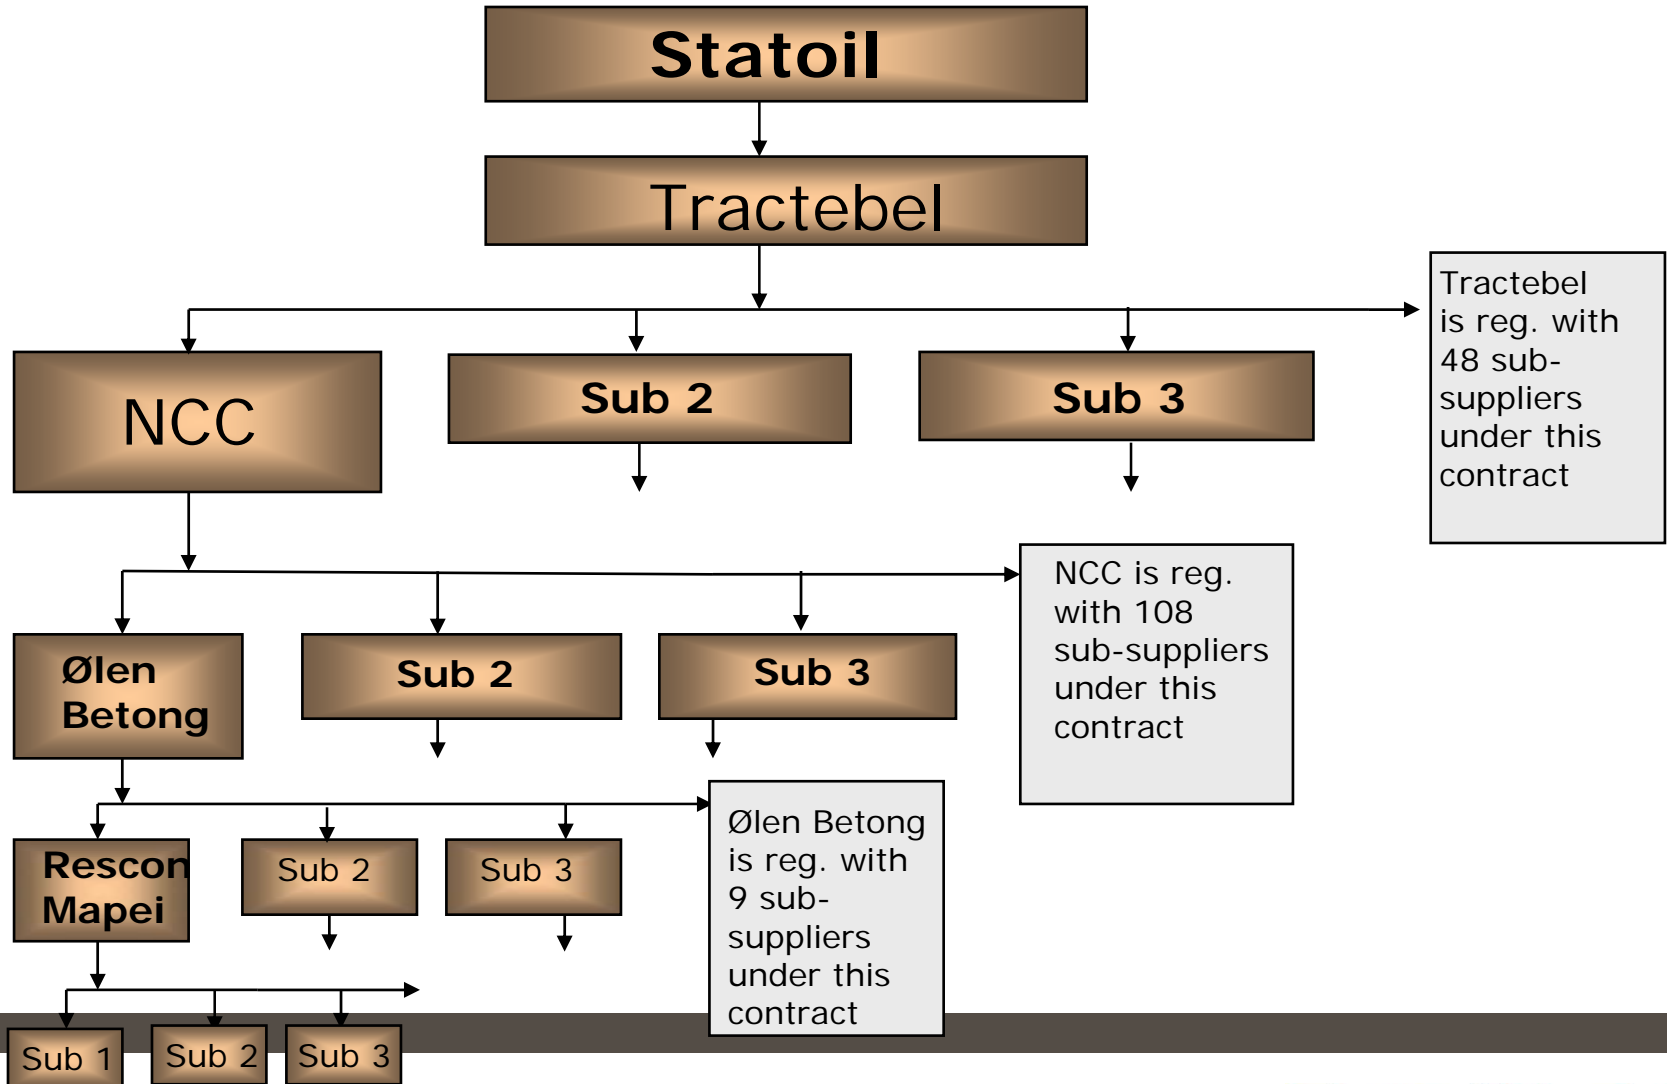 Statoil
Tractebel
Tractebel
is reg. with
48 sub-
suppliers
under this
contract
NCC
Sub 2
Sub 3
NCC is reg.
with 108
sub-suppliers
under this
contract
Ølen
Betong
Sub 2
Sub 3
Ølen Betong
is reg. with
9 sub-
suppliers
under this
contract
Rescon
Mapei
Sub 2
Sub 3
Sub 1
Sub 2
Sub 3